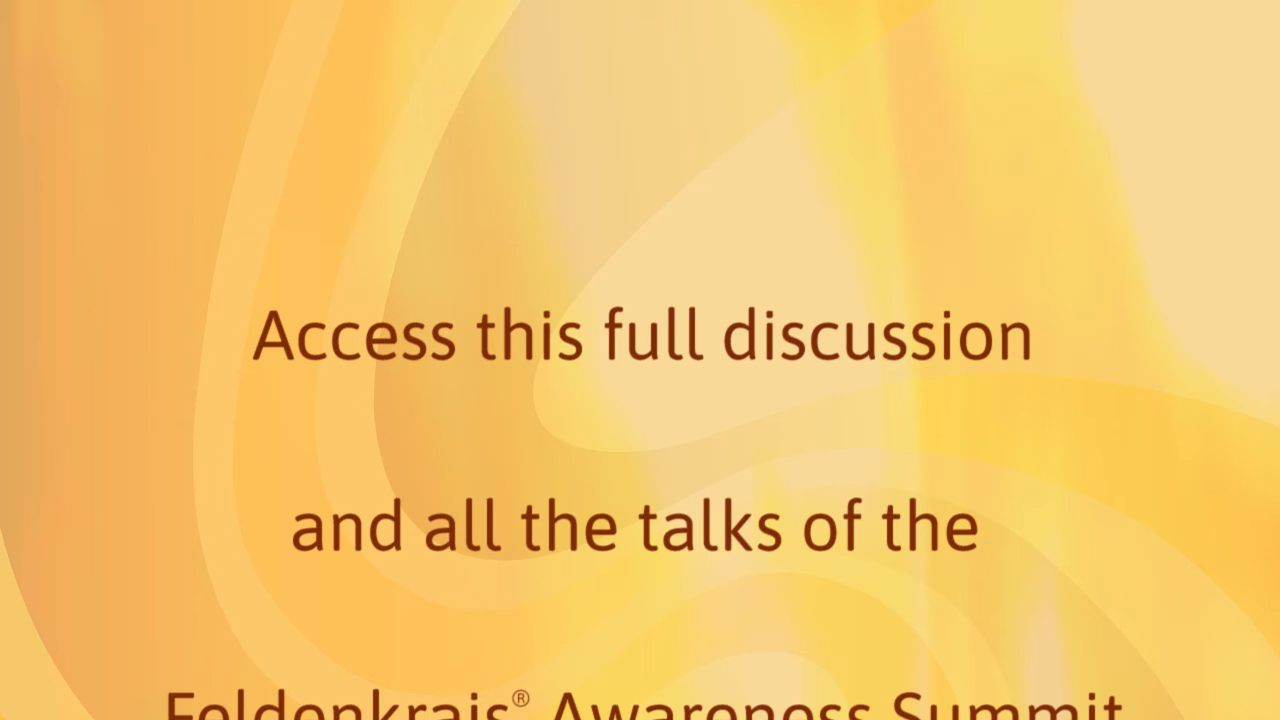 Access this full discussion
and all the talks of the
Feldenkrais® Awareness Summit